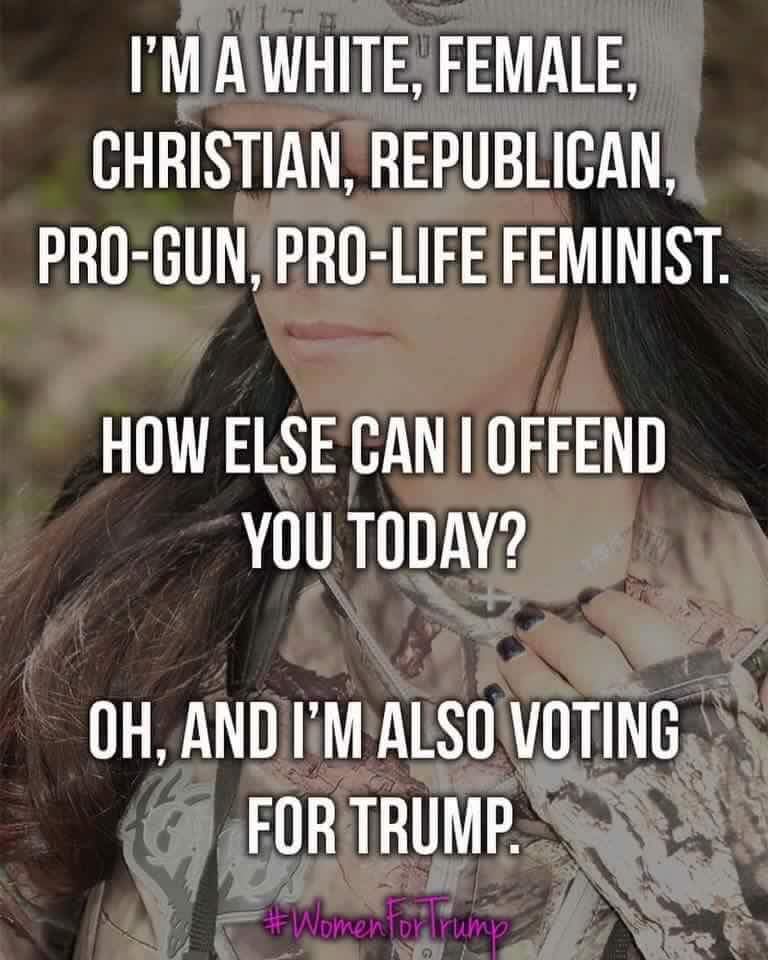 WITH
I'M A WHITE, FEMALE,
CHRISTIAN, REPUBLICAN,
PRO-GUN, PRO-LIFE FEMINIST.
HOW ELSE CAN I OFFEND
YOU TODAY?
OH, AND I'M ALSO VOTING
FOR TRUMP.
#WomenForTrump